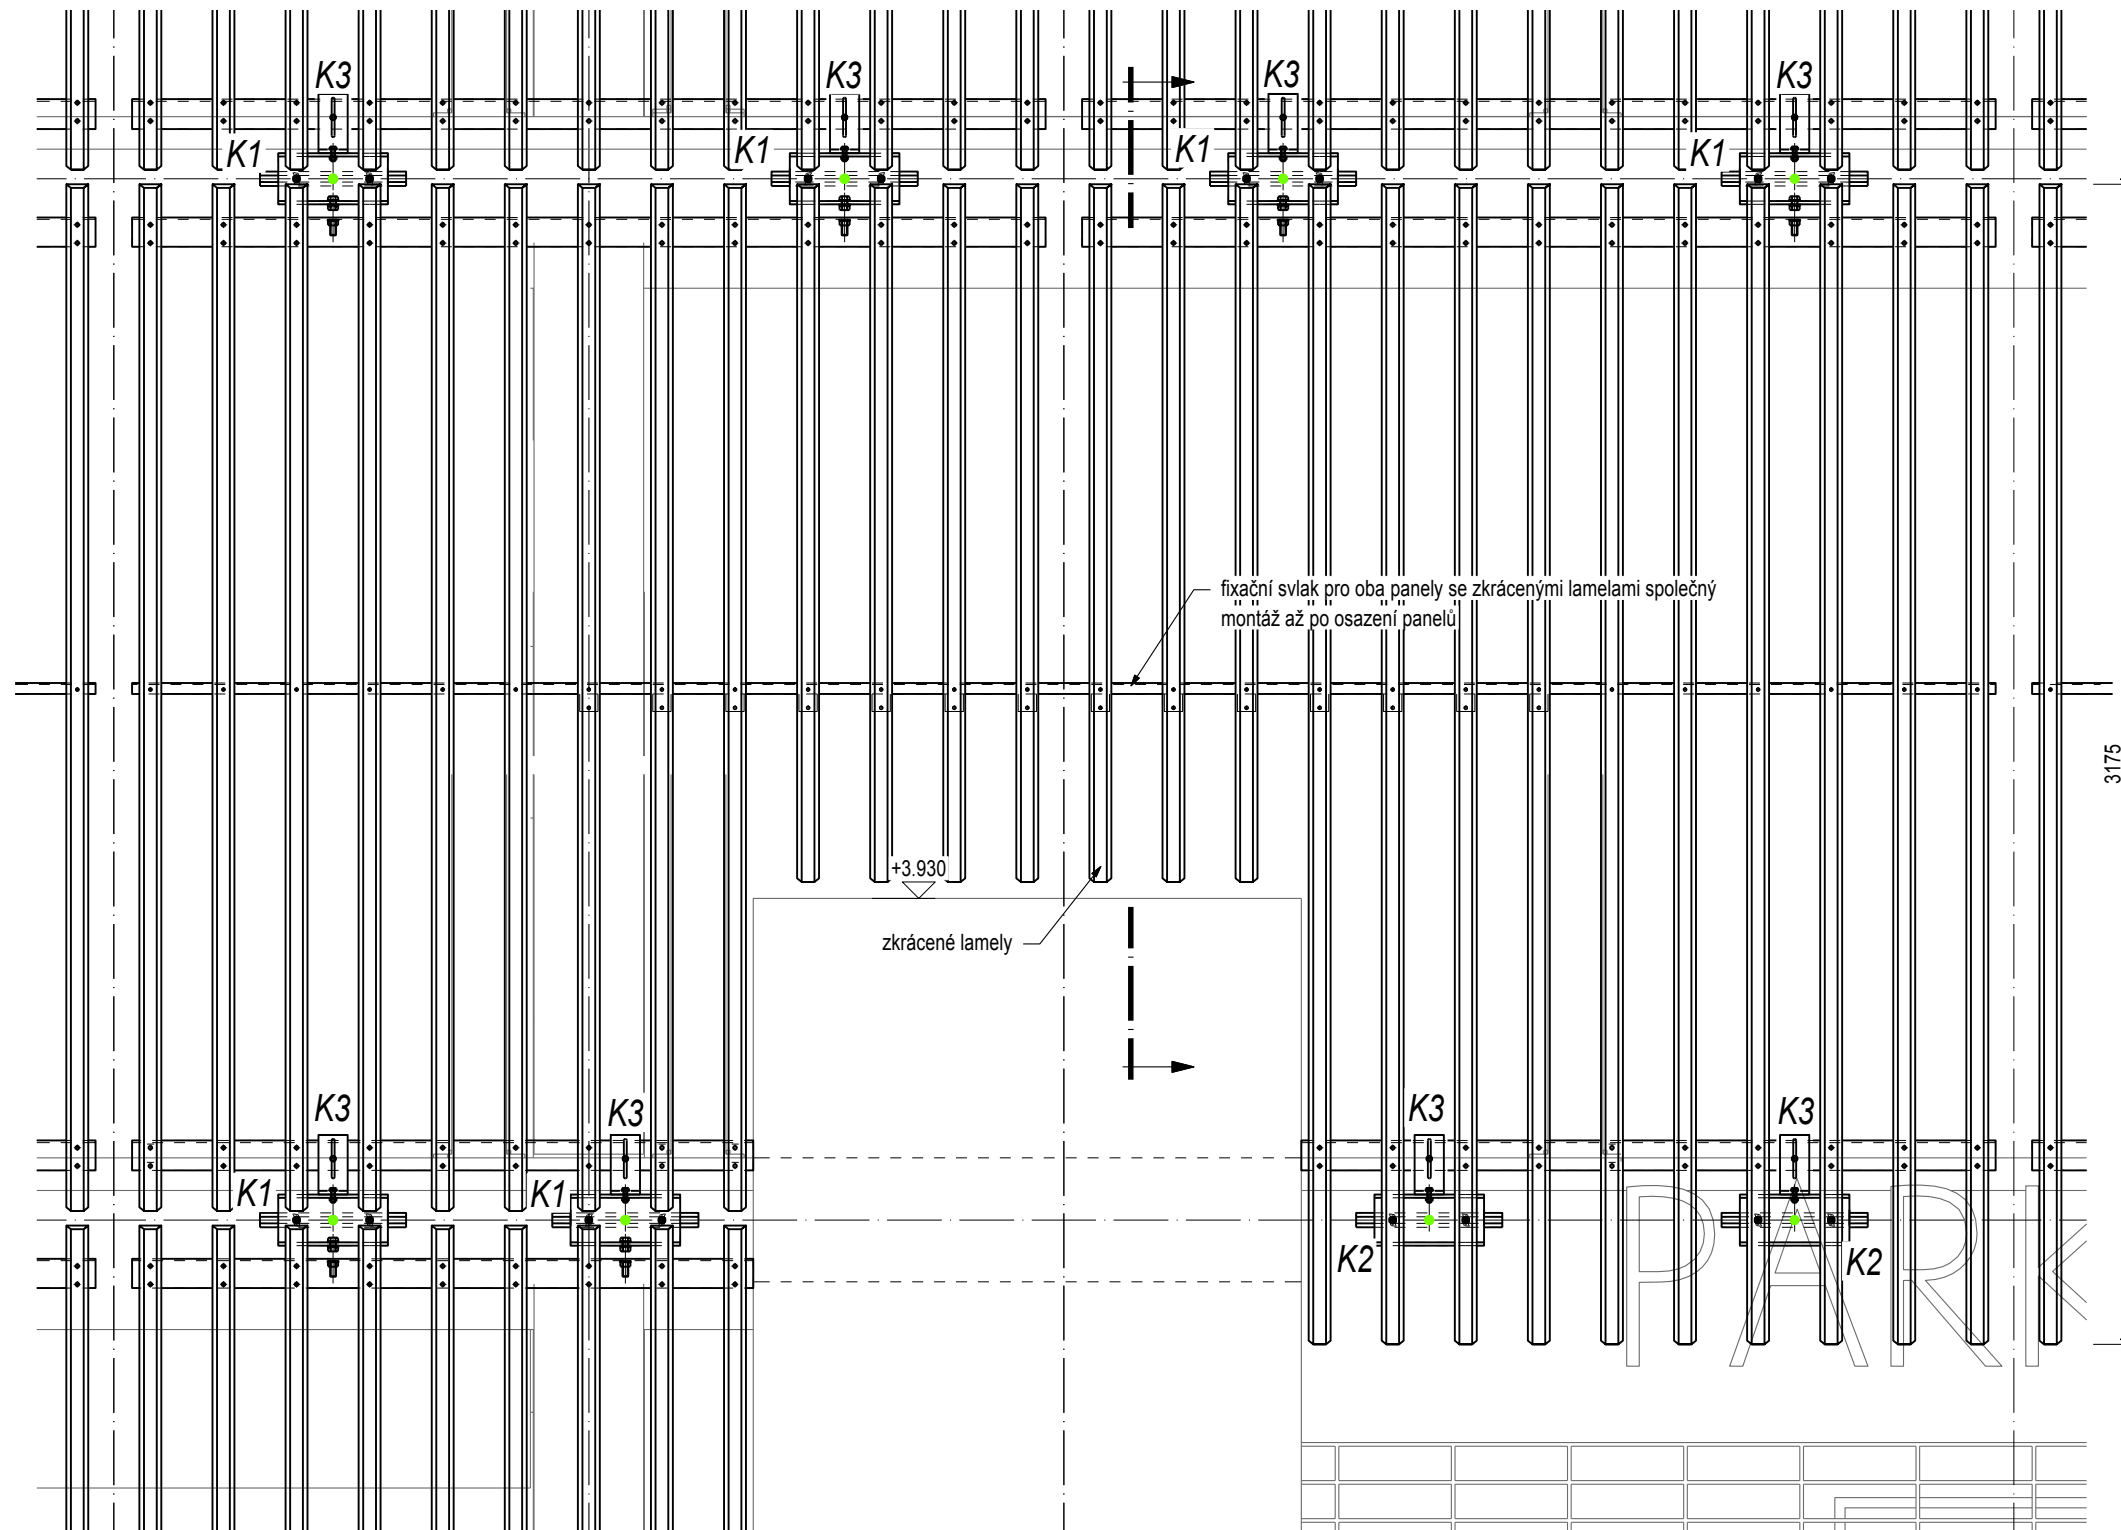 K3
K3
K3
K3
K1
K1
K1
K1
fixační svlak pro oba panely se zkrácenými lamelami společný
montáž až po osazení panelů
3175
+3.930
zkrácené lamely
K3
K3
K3
K3
K1
K1
K2
K2
PARK